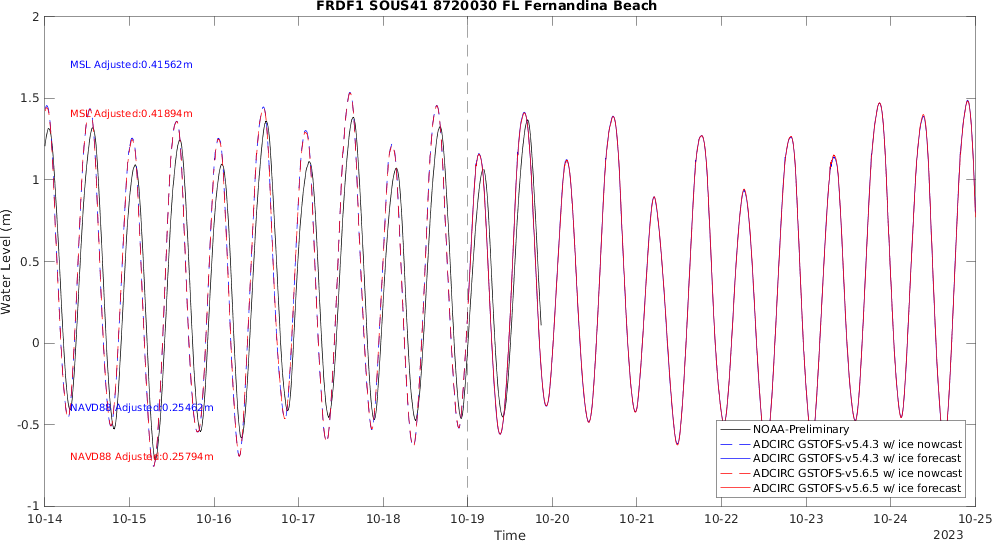 FRDF1 SOUS41 8720030 FL Fernandina Beach
2
1.5
1
0.5
0
-0.5
-1
Water Level (m)
MSL Adjusted:0.41562m
MSL Adjusted:0.41894m
NAVD88 Adjusted:0.25462m
NAVD88 Adjusted:0.25794m
NOAA-Preliminary
ADCIRC GSTOFS-v5.4.3 w/ ice nowcast
ADCIRC GSTOFS-v5.4.3 w/ ice forecast
ADCIRC GSTOFS-v5.6.5 w/ ice nowcast
ADCIRC GSTOFS-v5.6.5 w/ ice forecast
10-14 10-15 10-16 10-17 10-18 10-19 10-20 10-21 10-22 10-23 10-24 10-25
Time
2023